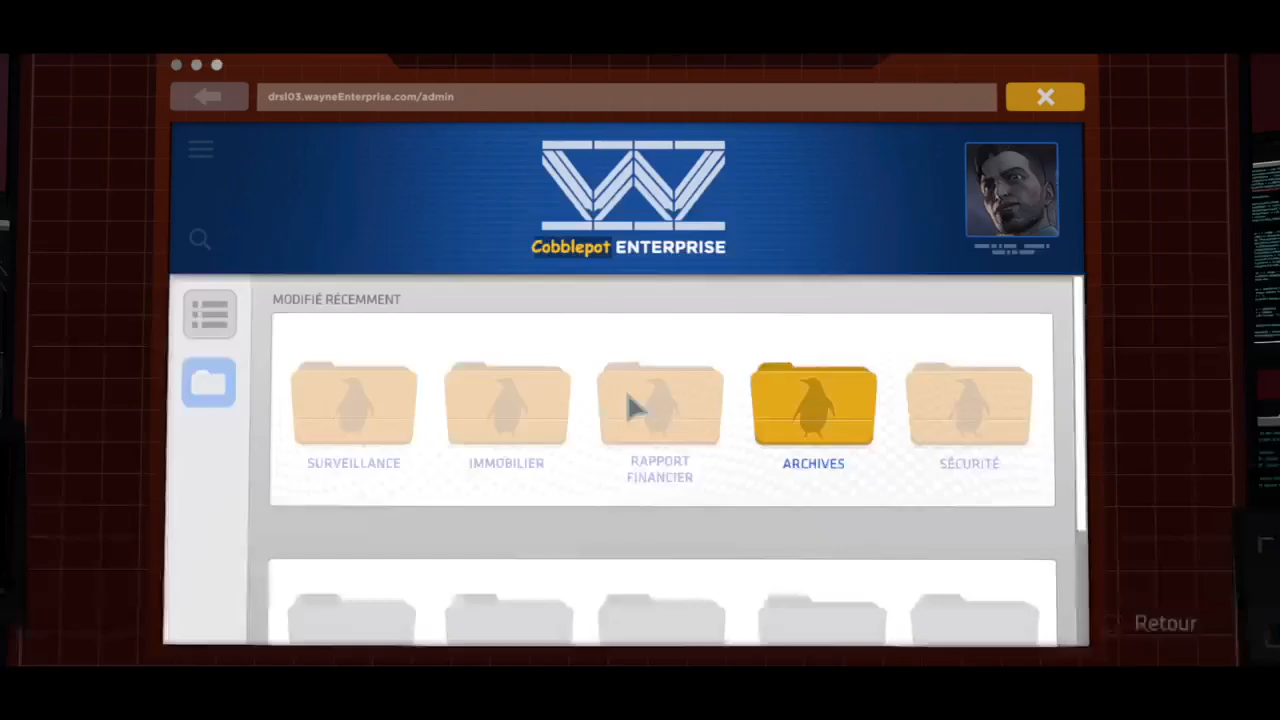 drsl03.wayneEnterprise.com/admin
Cobblepot ENTERPRISE
MODIFIÉ RÉCEMMENT
SURVEILLANCE
IMMOBILIER
RAPPORT
FINANCIER
ARCHIVES
SÉCURITÉ
Retour